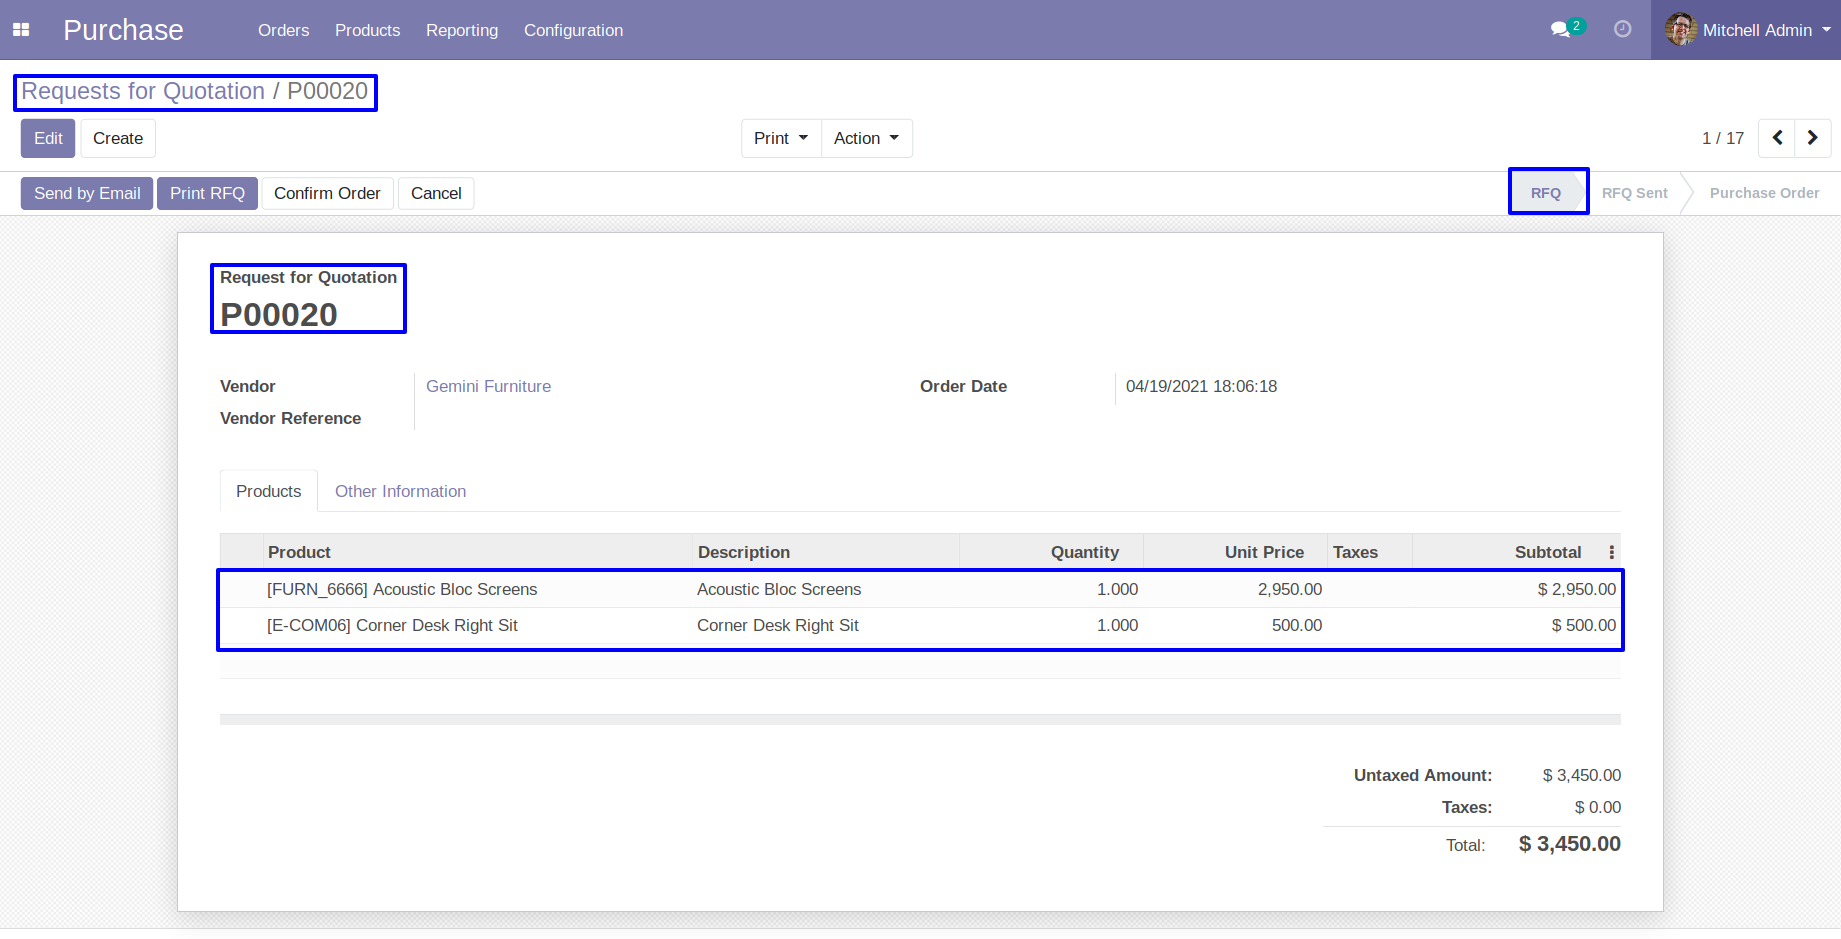 Purchase Orders Products Reporting Configuration 2 Mitchell Admin
Requests for Quotation / P00020
Edit Create Print Action 1 / 17
Send by Email Print RFQ Confirm Order Cancel RFQ RFQ Sent Purchase Order
Request for Quotation
P00020
Vendor Gemini Furniture Order Date 04/19/2021 18:06:18
Vendor Reference
Products Other Information
Product Description Quantity Unit Price Taxes Subtotal
[FURN_6666] Acoustic Bloc Screens Acoustic Bloc Screens 1.000 2,950.00 $ 2,950.00
[E-COM06] Corner Desk Right Sit Corner Desk Right Sit 1.000 500.00 $ 500.00
Untaxed Amount: $ 3,450.00
Taxes: $ 0.00
Total: $ 3,450.00